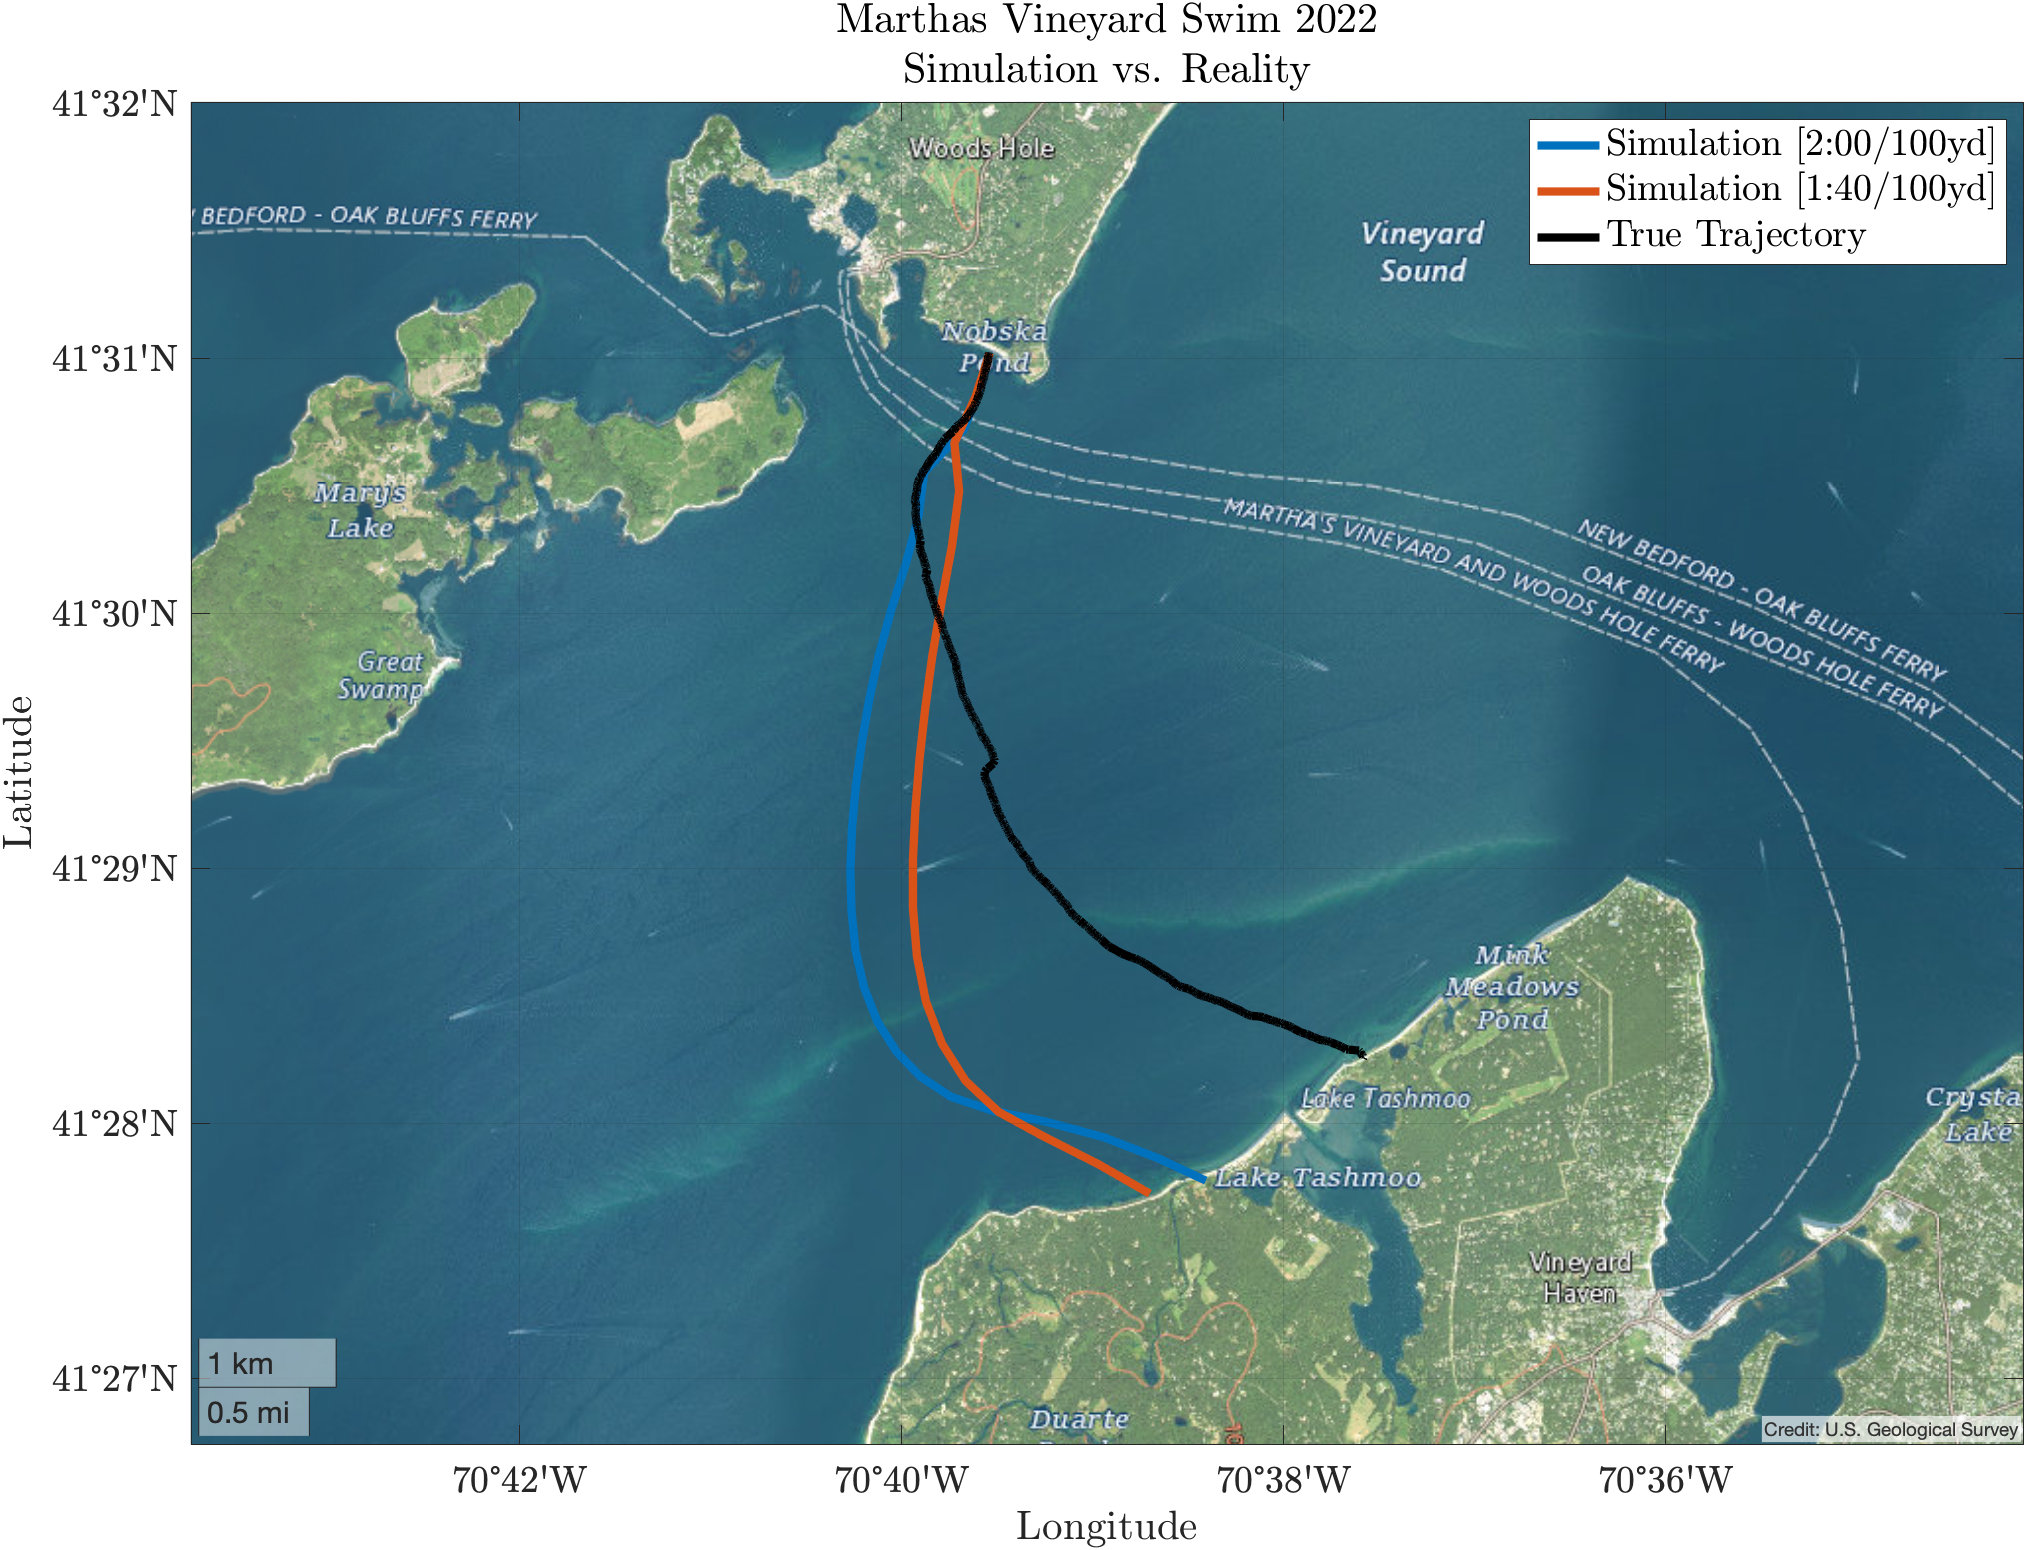 Marthas Vineyard Swim 2022
Simulation vs. Reality
41°32'N
41°31'N
41°30'N
41°29'N
41°28'N
41°27'N
Latitude
70°42'W
70°40'W
70°38'W
70°36'W
Longitude
Simulation [2:00/100yd]
Simulation [1:40/100yd]
True Trajectory
Woods Hole
BEDFORD - OAK BLUFFS FERRY
Vineyard
Sound
Nobska
Pond
Marys
Lake
Great
Swamp
MARTHA'S VINEYARD AND WOODS HOLE FERRY
NEW BEDFORD - OAK BLUFFS FERRY
OAK BLUFFS - WOODS HOLE FERRY
Mink
Meadows
Pond
Lake Tashmoo
Lake Tashmoo
Crysta
Lake
Vineyard
Haven
Duarte
1 km
0.5 mi
Credit: U.S. Geological Survey